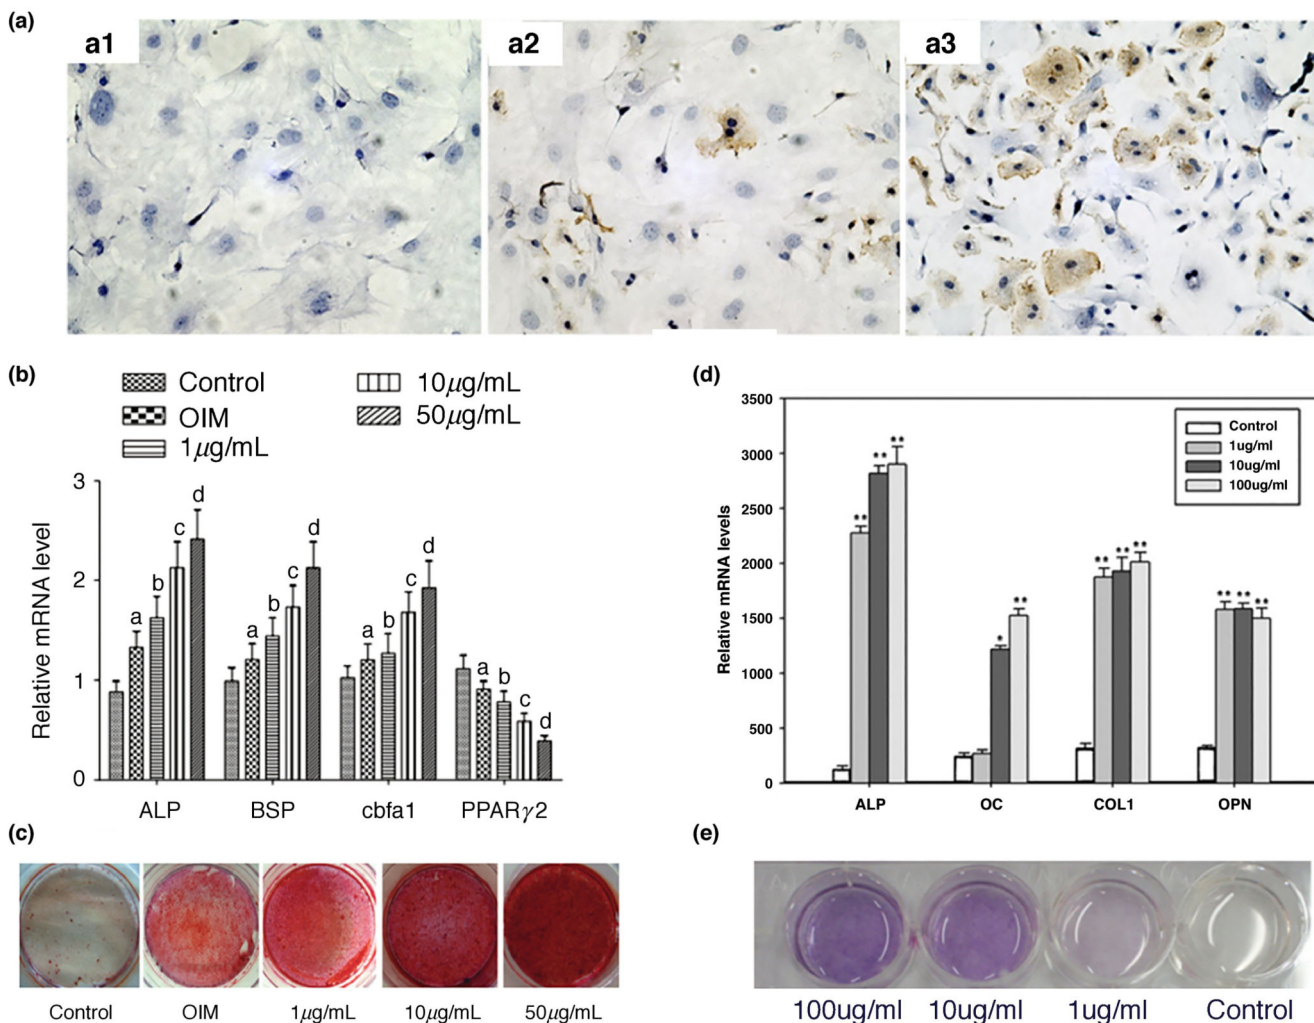 (a)
a1
a2
a3
(b)
Control
OIM
1μg/mL
10μg/mL
50μg/mL
Relative mRNA level
3
2
1
0
a b c d
a b c d
a b c d
a b c d
ALP BSP cbfa1 PPARγ2
(c)
Control OIM 1μg/mL 10μg/mL 50μg/mL
(d)
Control
1ug/ml
10ug/ml
100ug/ml
Relative mRNA levels
3500
3000
2500
2000
1500
1000
500
0
** ** **
* **
** ** **
** ** **
ALP OC COL1 OPN
(e)
100ug/ml 10ug/ml 1ug/ml Control